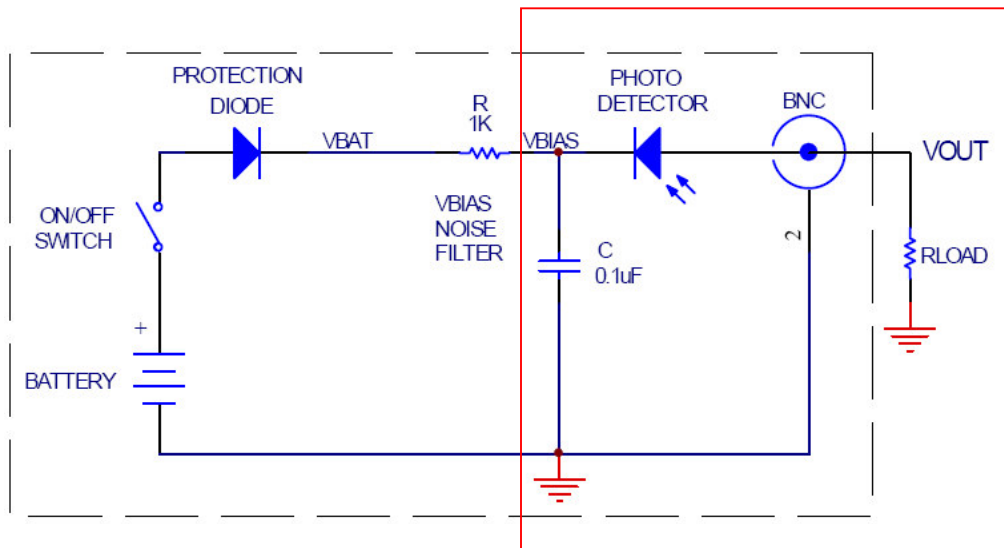 PROTECTION
DIODE
VBAT
R
1K
VBIAS
PHOTO
DETECTOR
BNC
VOUT
ON/OFF
SWITCH
VBIAS
NOISE
FILTER
C
0.1uF
2
RLOAD
+
BATTERY